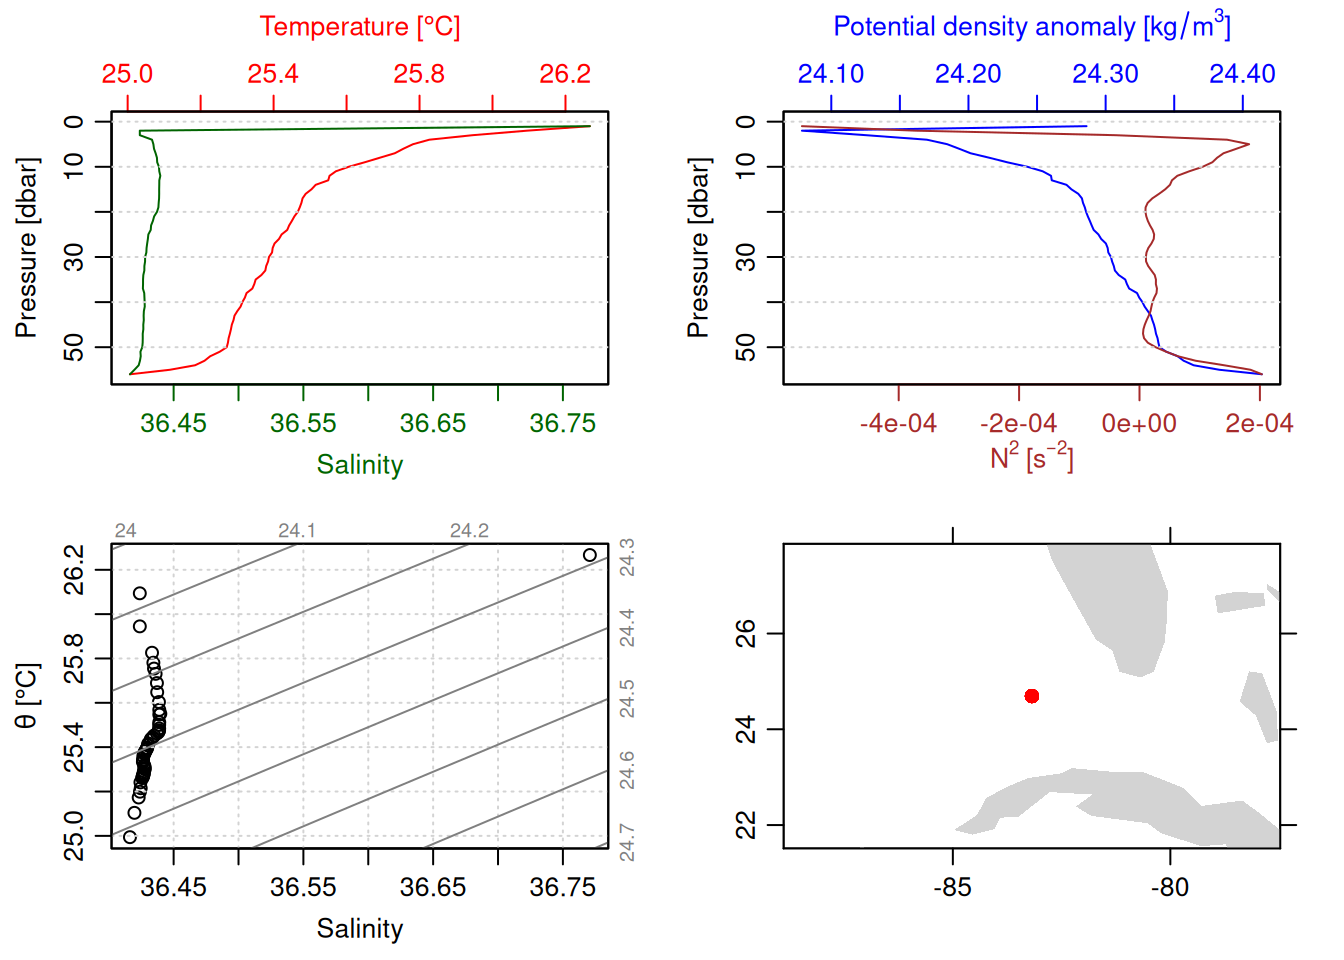 Temperature [°C]
25.0 25.4 25.8 26.2
Pressure [dbar]
0
10
30
50
36.45 36.55 36.65 36.75
Salinity
Potential density anomaly [kg/m³]
24.10 24.20 24.30 24.40
Pressure [dbar]
0
10
30
50
-4e-04 -2e-04 0e+00 2e-04
N² [s⁻²]
24 24.1 24.2
24.3
24.4
24.5
24.6
24.7
θ [°C]
26.2
25.8
25.4
25.0
36.45 36.55 36.65 36.75
Salinity
26
24
22
-85 -80